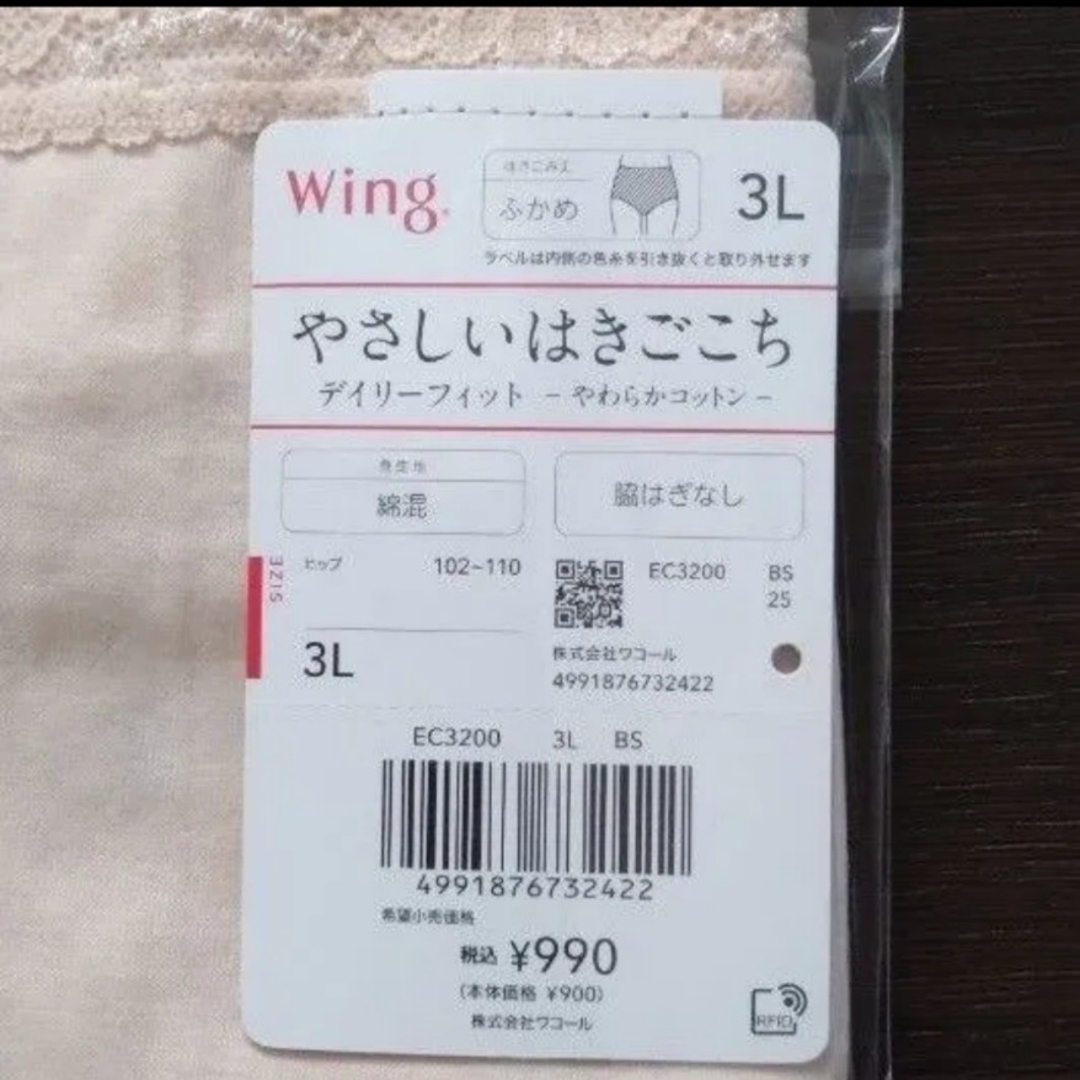 Wing.
はきこみ丈
ふかめ
3L
ラベルは内側の色糸を引き抜くと取り外せます
やさしいはきごこち
デイリーフィット －やわらかコットン－
身生地
綿混
脇はぎなし
SIZE
ヒップ 102~110
3L
EC3200 BS
25
株式会社ワコール
4991876732422
EC3200 3L BS
4991876732422
希望小売価格
税込 ¥990
(本体価格 ¥900)
株式会社ワコール
RFID